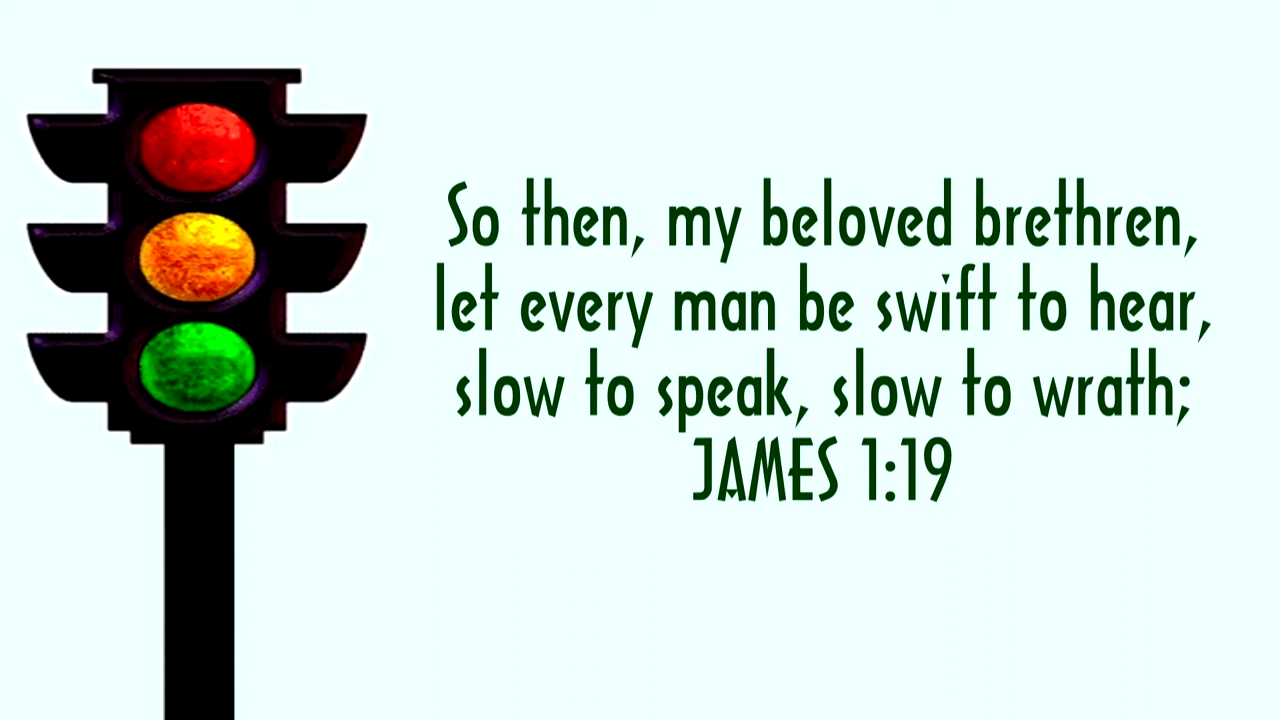 So then, my beloved brethren,
let every man be swift to hear,
slow to speak, slow to wrath;
JAMES 1:19